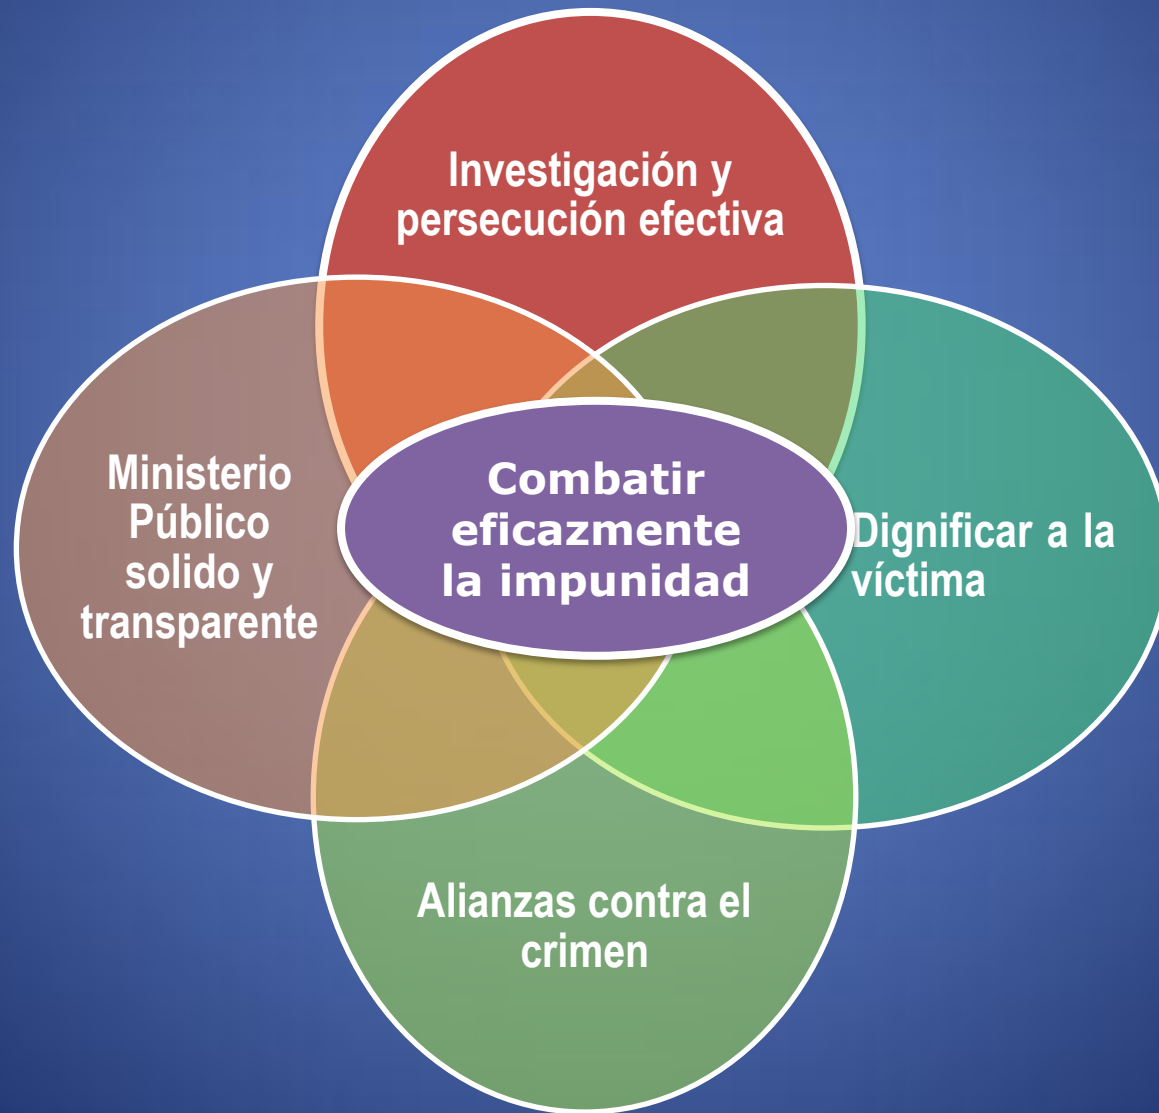 Investigación y
persecución efectiva
Ministerio
Público
solido y
transparente
Combatir
eficazmente
la impunidad
Dignificar a la
víctima
Alianzas contra el
crimen